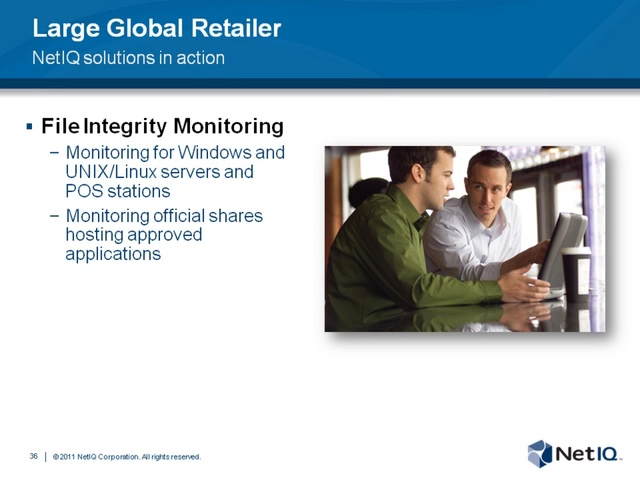 Large Global Retailer
NetIQ solutions in action
▪ File Integrity Monitoring
– Monitoring for Windows and
UNIX/Linux servers and
POS stations
– Monitoring official shares
hosting approved
applications
36 | © 2011 NetIQ Corporation. All rights reserved.
NetIQ™